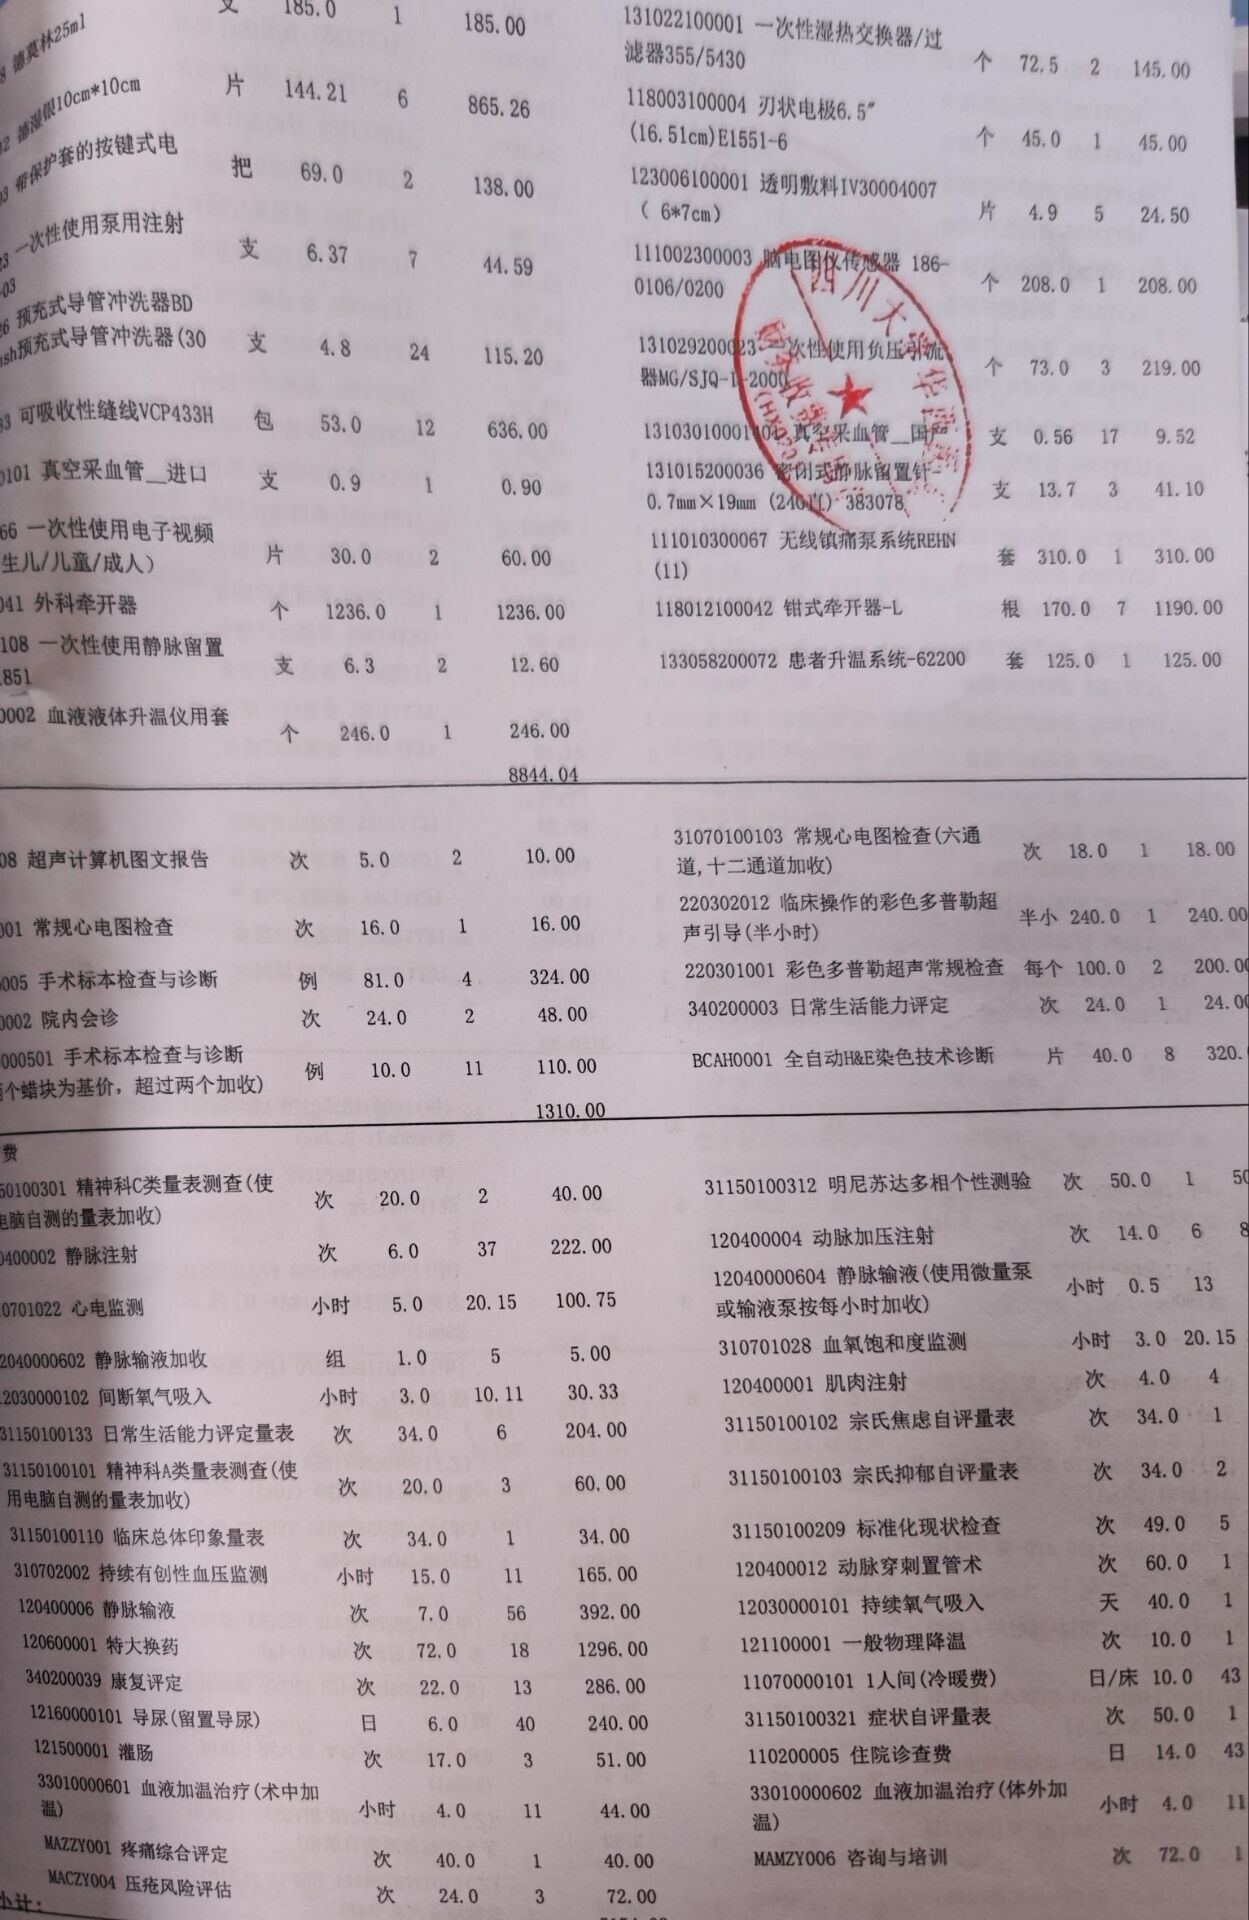 8 德莫林25ml 支 185.0 1 185.00
02 德湿银10cm*10cm 片 144.21 6 865.26
03 带保护套的按键式电 把 69.0 2 138.00
23 一次性使用泵用注射 支 6.37 7 44.59
-03
26 预充式导管冲洗器BD
ush预充式导管冲洗器(30 支 4.8 24 115.20
33 可吸收性缝线VCP433H 包 53.0 12 636.00
0101 真空采血管__进口 支 0.9 1 0.90
66 一次性使用电子视频
生儿/儿童/成人) 片 30.0 2 60.00
041 外科牵开器 个 1236.0 1 1236.00
108 一次性使用静脉留置 支 6.3 2 12.60
1851
0002 血液液体升温仪用套 个 246.0 1 246.00
8844.04
131022100001 一次性湿热交换器/过
滤器355/5430 个 72.5 2 145.00
118003100004 刃状电极6.5"
(16.51cm)E1551-6 个 45.0 1 45.00
123006100001 透明敷料IV30004007
( 6*7cm) 片 4.9 5 24.50
111002300003 脑电图仪传感器 186-
0106/0200 个 208.0 1 208.00
131029200023 一次性使用负压引流
器MG/SJQ-1-2000 个 73.0 3 219.00
真空采血管__国产 支 0.56 17 9.52
131015200036 密闭式静脉留置针-
0.7mm×19mm (24G直) 383078 支 13.7 3 41.10
111010300067 无线镇痛泵系统REHN
(11) 套 310.0 1 310.00
118012100042 钳式牵开器-L 根 170.0 7 1190.00
133058200072 患者升温系统-62200 套 125.0 1 125.00
四川大学华西
08 超声计算机图文报告 次 5.0 2 10.00
001 常规心电图检查 次 16.0 1 16.00
0005 手术标本检查与诊断 例 81.0 4 324.00
0002 院内会诊 次 24.0 2 48.00
000501 手术标本检查与诊断
两个蜡块为基价，超过两个加收) 例 10.0 11 110.00
1310.00
31070100103 常规心电图检查(六通
道,十二通道加收) 次 18.0 1 18.00
220302012 临床操作的彩色多普勒超
声引导(半小时) 半小 240.0 1 240.00
220301001 彩色多普勒超声常规检查 每个 100.0 2 200.00
340200003 日常生活能力评定 次 24.0 1 24.00
BCAH0001 全自动H&E染色技术诊断 片 40.0 8 320.
费
50100301 精神科C类量表测查(使
电脑自测的量表加收) 次 20.0 2 40.00
0400002 静脉注射 次 6.0 37 222.00
0701022 心电监测 小时 5.0 20.15 100.75
2040000602 静脉输液加收 组 1.0 5 5.00
12030000102 间断氧气吸入 小时 3.0 10.11 30.33
31150100133 日常生活能力评定量表 次 34.0 6 204.00
31150100101 精神科A类量表测查(使
用电脑自测的量表加收) 次 20.0 3 60.00
31150100110 临床总体印象量表 次 34.0 1 34.00
310702002 持续有创性血压监测 小时 15.0 11 165.00
120400006 静脉输液 次 7.0 56 392.00
120600001 特大换药 次 72.0 18 1296.00
340200039 康复评定 次 22.0 13 286.00
12160000101 导尿(留置导尿) 日 6.0 40 240.00
121500001 灌肠 次 17.0 3 51.00
33010000601 血液加温治疗(术中加
温) 小时 4.0 11 44.00
MAZZY001 疼痛综合评定 次 40.0 1 40.00
MACZY004 压疮风险评估 次 24.0 3 72.00
小计:
31150100312 明尼苏达多相个性测验 次 50.0 1 50
120400004 动脉加压注射 次 14.0 6 8
12040000604 静脉输液(使用微量泵
或输液泵按每小时加收) 小时 0.5 13
310701028 血氧饱和度监测 小时 3.0 20.15
120400001 肌肉注射 次 4.0 4
31150100102 宗氏焦虑自评量表 次 34.0 1
31150100103 宗氏抑郁自评量表 次 34.0 2
31150100209 标准化现状检查 次 49.0 5
120400012 动脉穿刺置管术 次 60.0 1
12030000101 持续氧气吸入 天 40.0 1
121100001 一般物理降温 次 10.0 1
11070000101 1人间(冷暖费) 日/床 10.0 43
31150100321 症状自评量表 次 50.0 1
110200005 住院诊查费 日 14.0 43
33010000602 血液加温治疗(体外加
温) 小时 4.0 11
MAMZY006 咨询与培训 次 72.0 1